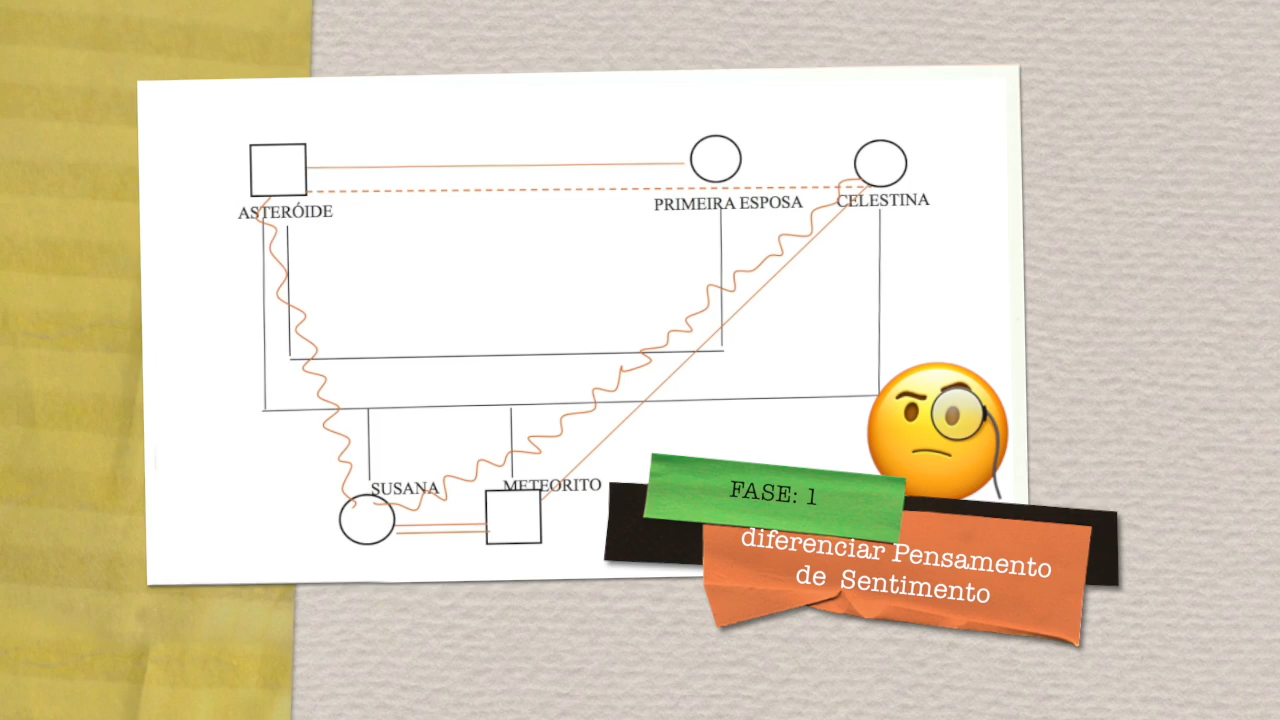 ASTERÓIDE
PRIMEIRA ESPOSA
CELESTINA
SUSANA
METEORITO
FASE: 1
diferenciar Pensamento
de Sentimento